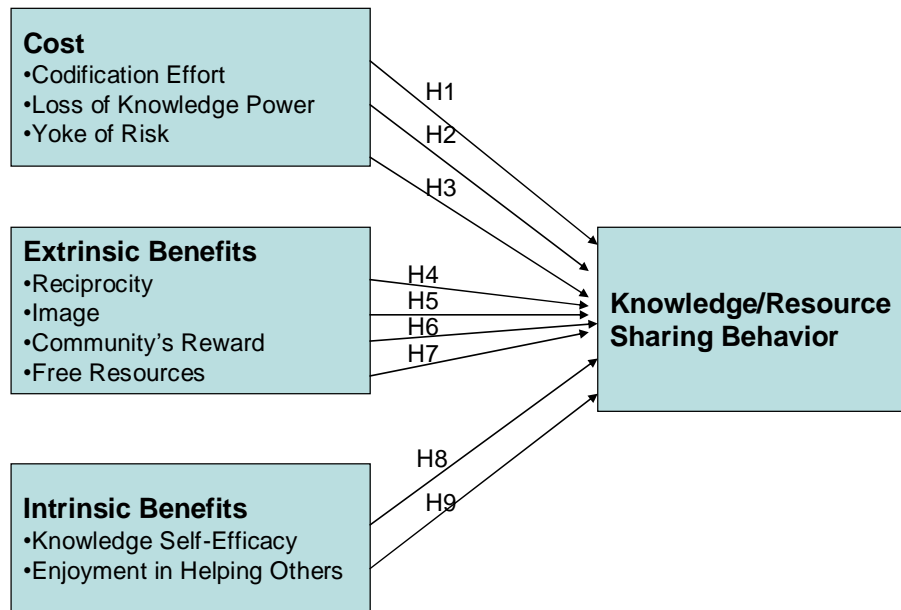 Cost
•Codification Effort
•Loss of Knowledge Power
•Yoke of Risk
H1
H2
H3
Extrinsic Benefits
•Reciprocity
•Image
•Community's Reward
•Free Resources
H4
H5
H6
H7
Knowledge/Resource
Sharing Behavior
Intrinsic Benefits
•Knowledge Self-Efficacy
•Enjoyment in Helping Others
H8
H9